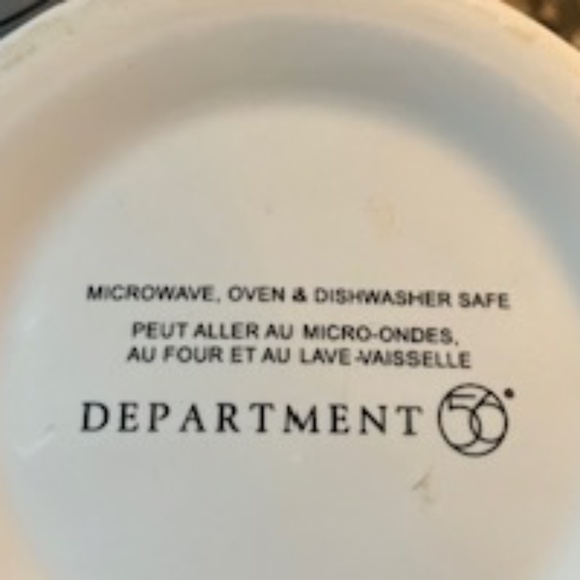 MICROWAVE, OVEN & DISHWASHER SAFE
PEUT ALLER AU MICRO-ONDES,
AU FOUR ET AU LAVE-VAISSELLE
DEPARTMENT 56